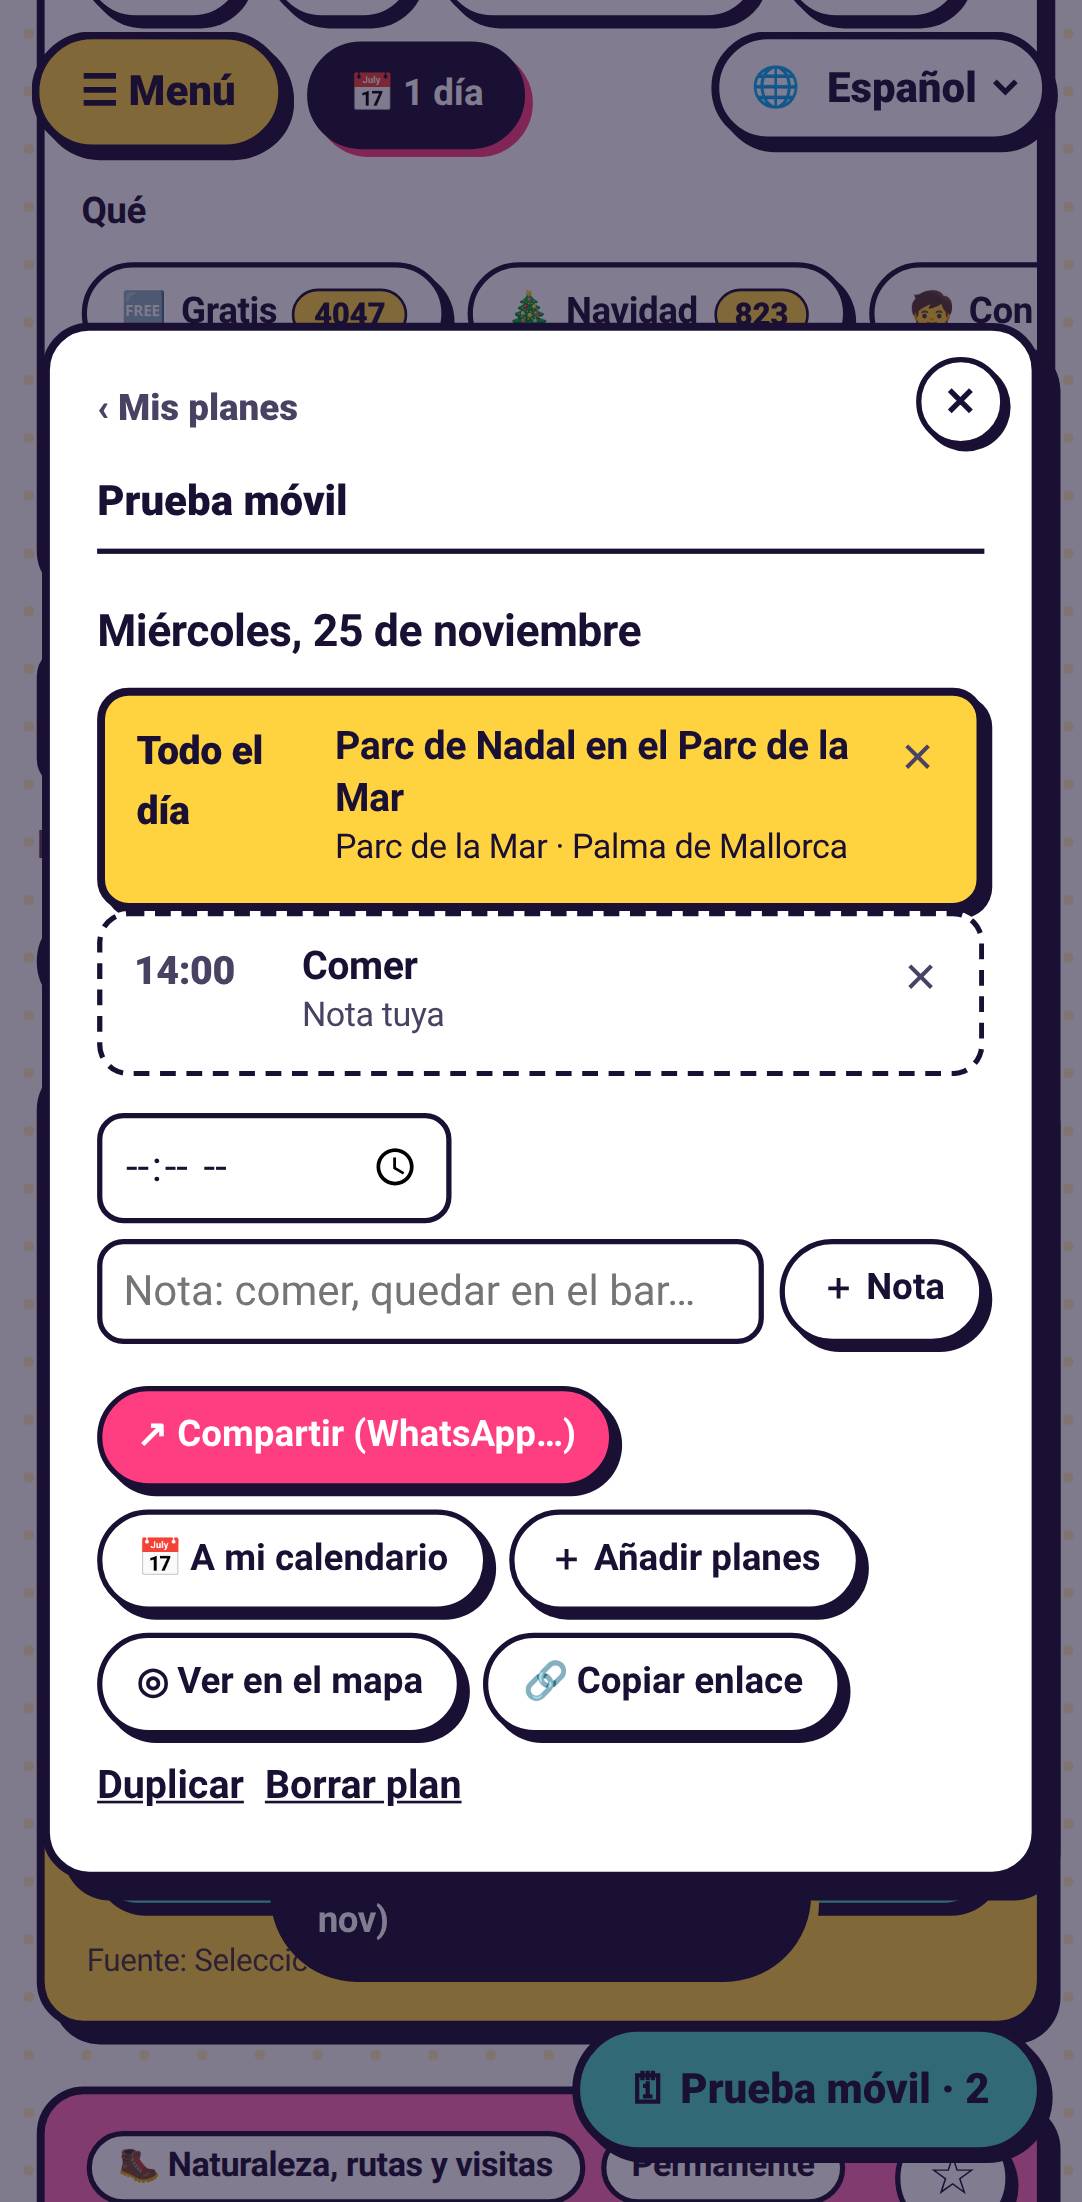 ☰ Menú
📅 1 día
🌐 Español
Qué
🆓 Gratis 4047
🎄 Navidad 823
Con
‹ Mis planes
✕
Prueba móvil
Miércoles, 25 de noviembre
Todo el día
Parc de Nadal en el Parc de la Mar
Parc de la Mar · Palma de Mallorca
✕
14:00
Comer
Nota tuya
✕
--:-- --
Nota: comer, quedar en el bar…
+ Nota
↗ Compartir (WhatsApp…)
📅 A mi calendario
+ Añadir planes
◎ Ver en el mapa
🔗 Copiar enlace
Duplicar
Borrar plan
nov)
Fuente:
Prueba móvil · 2
🥾 Naturaleza, rutas y visitas
Permanente
☆